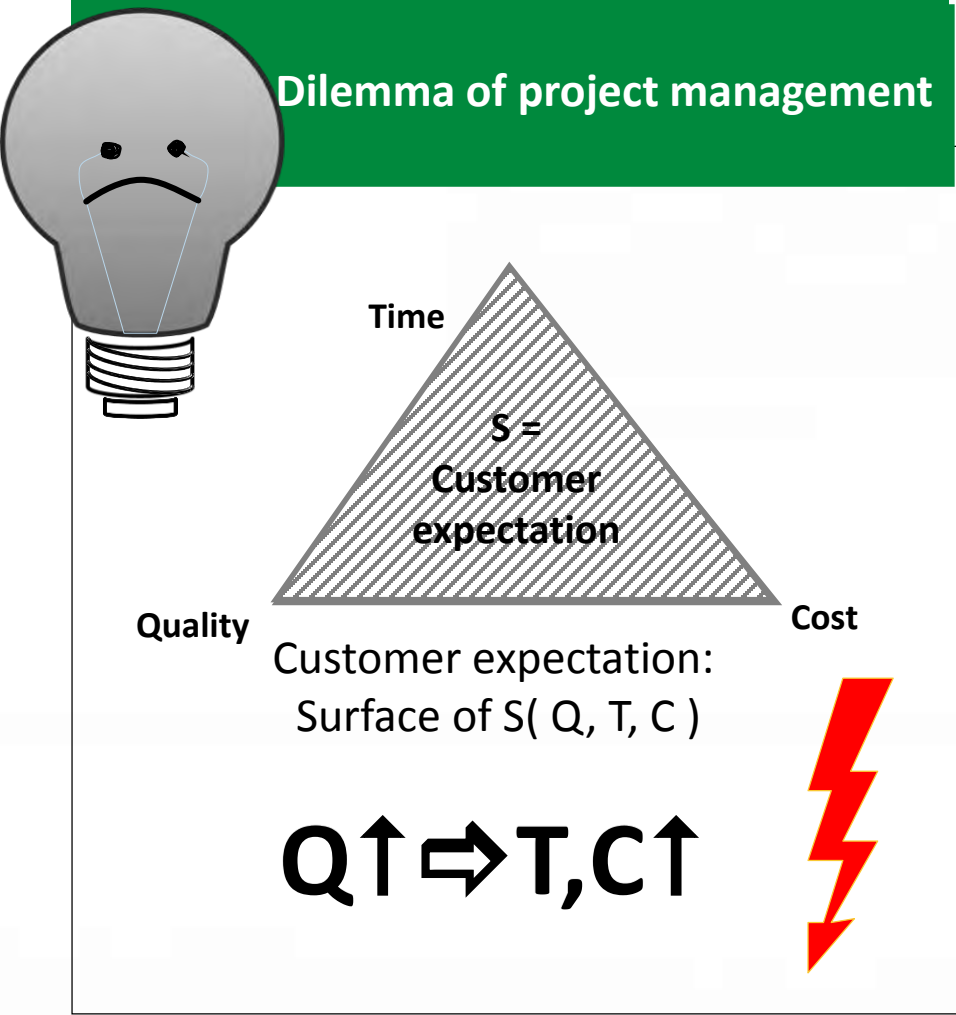 Dilemma of project management
Time
S =
Customer
expectation
Quality
Cost
Customer expectation:
Surface of S( Q, T, C )
Q↑⇨T,C↑